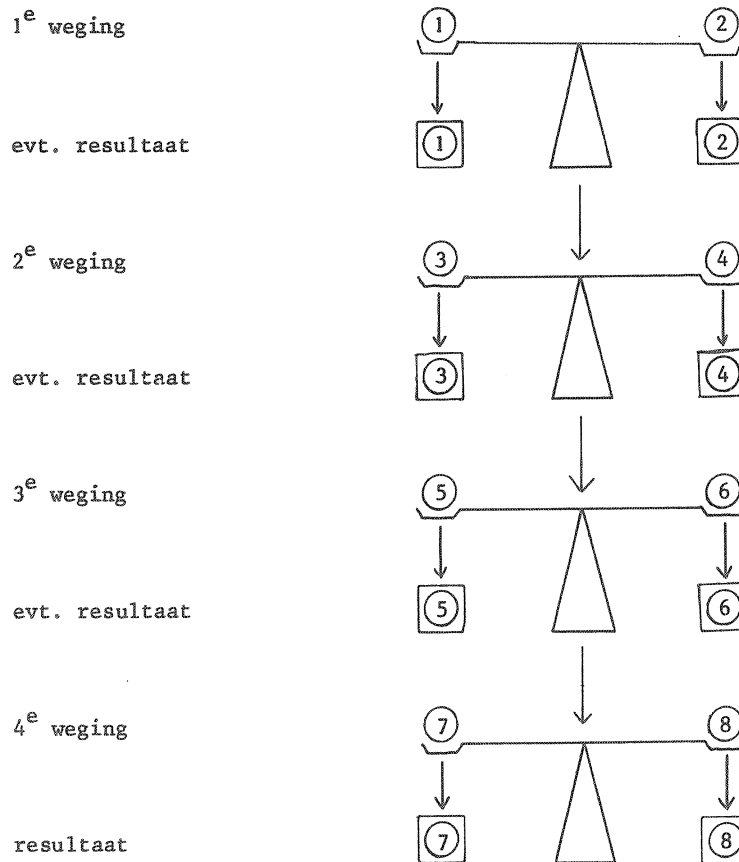 1e weging 1 2
evt. resultaat 1 2
2e weging 3 4
evt. resultaat 3 4
3e weging 5 6
evt. resultaat 5 6
4e weging 7 8
resultaat 7 8